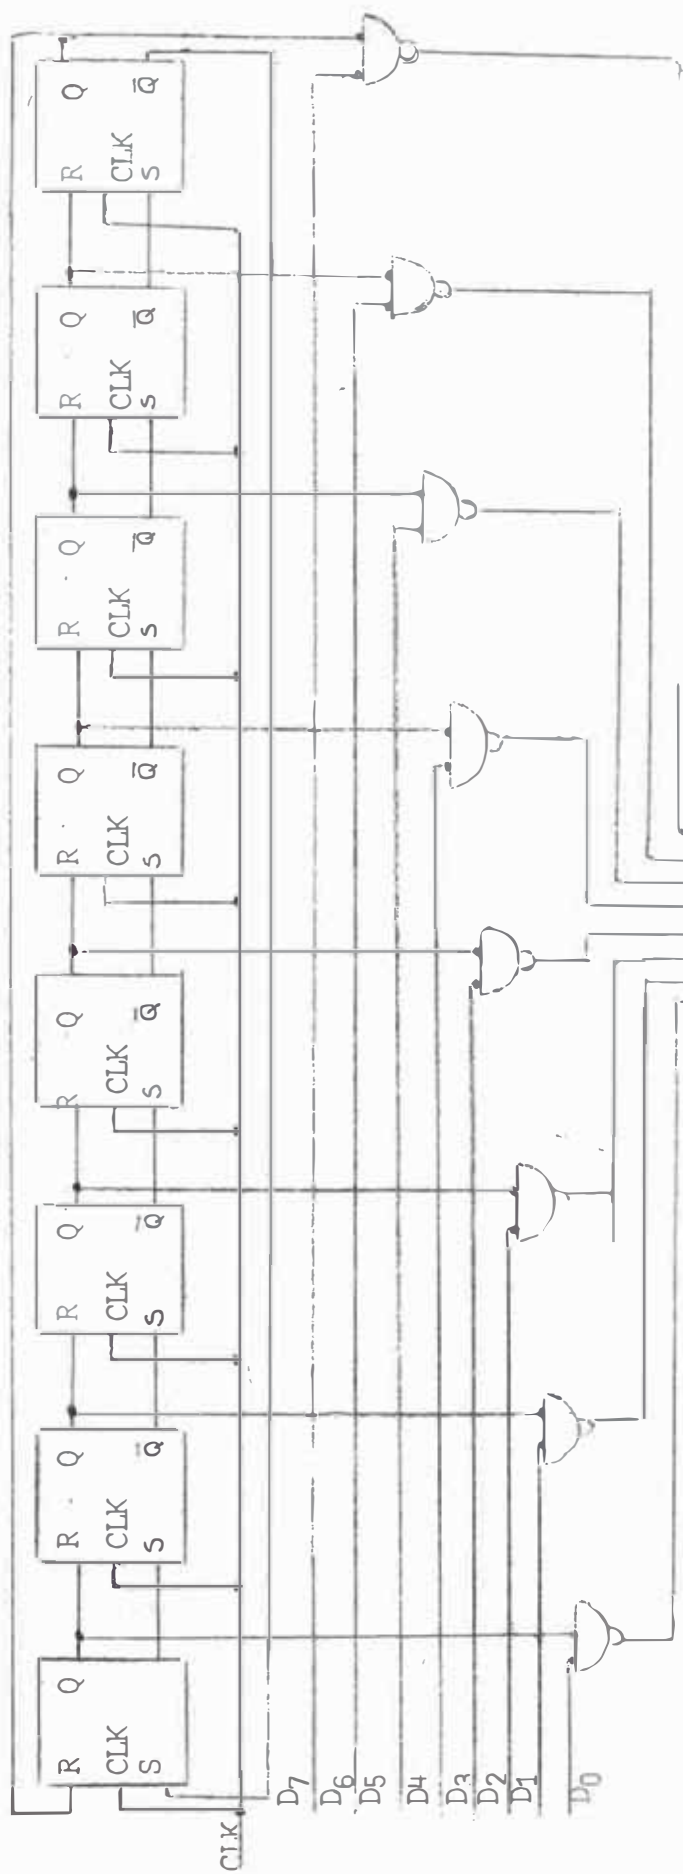 R Q R Q R Q R Q R Q R Q R Q R Q
CLK CLK CLK CLK CLK CLK CLK CLK
S S Q̅ S Q̅ S Q̅ S Q̅ S Q̅ S Q̅ S Q̅
CLK
D7
D6
D5
D4
D3
D2
D1
D0